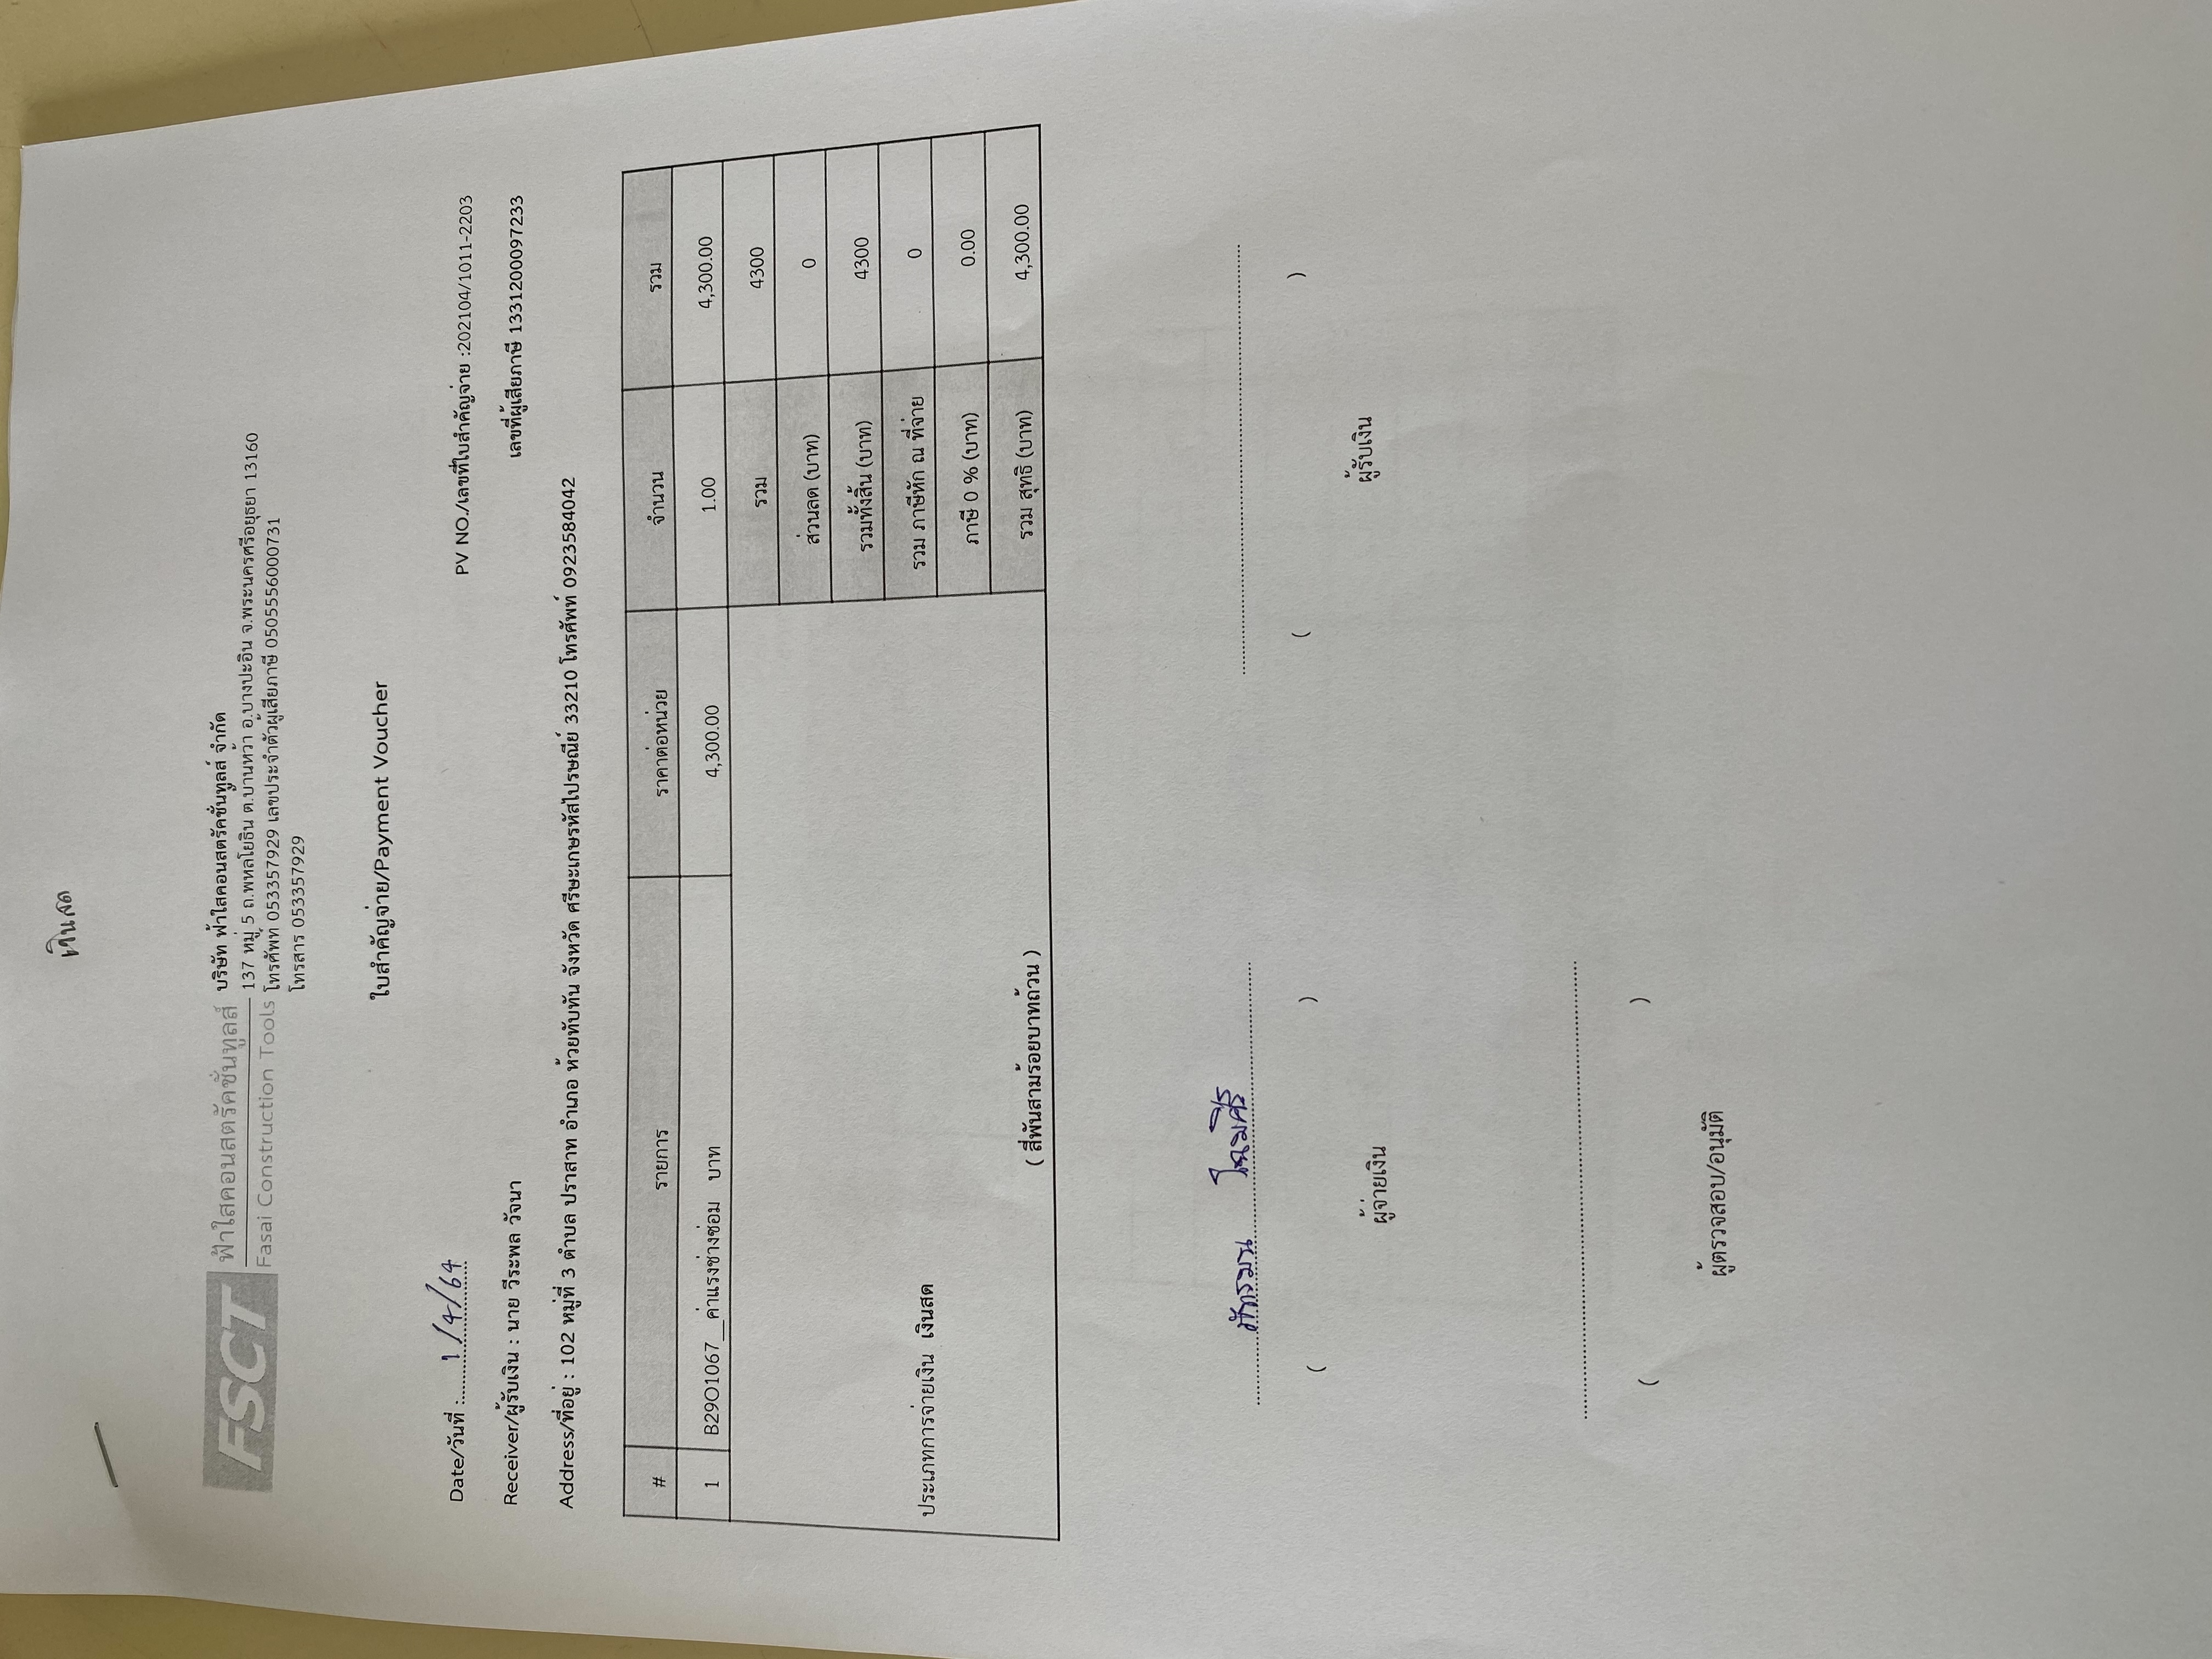 เงินสด
FSCT
ฟ้าใสคอนสตรัคชั่นทูลส์
Fasai Construction Tools
บริษัท ฟ้าใสคอนสตรัคชั่นทูลส์ จำกัด
137 หมู่ 5 ถ.พหลโยธิน ต.บ้านหว้า อ.บางปะอิน จ.พระนครศรีอยุธยา 13160
โทรศัพท์ 053357929 เลขประจำตัวผู้เสียภาษี 0505556000731
โทรสาร 053357929
ใบสำคัญจ่าย/Payment Voucher
Date/วันที่ : 1/4/64
PV NO./เลขที่ใบสำคัญจ่าย :202104/1011-2203
Receiver/ผู้รับเงิน : นาย วีระพล วัจนา
เลขที่ผู้เสียภาษี 1331200097233
Address/ที่อยู่ : 102 หมู่ที่ 3 ตำบล ปราสาท อำเภอ ห้วยทับทัน จังหวัด ศรีษะเกษรหัสไปรษณีย์ 33210 โทรศัพท์ 0923584042
# รายการ ราคาต่อหน่วย จำนวน รวม
1 B29O1067__ค่าแรงช่างซ่อม บาท 4,300.00 1.00 4,300.00
รวม 4300
ส่วนลด (บาท) 0
รวมทั้งสิ้น (บาท) 4300
รวม ภาษีหัก ณ ที่จ่าย 0
ประเภทการจ่ายเงิน เงินสด
ภาษี 0 % (บาท) 0.00
( สี่พันสามร้อยบาทถ้วน )
รวม สุทธิ (บาท) 4,300.00
( )
( )
ผู้จ่ายเงิน
ผู้รับเงิน
( )
ผู้ตรวจสอบ/อนุมัติ